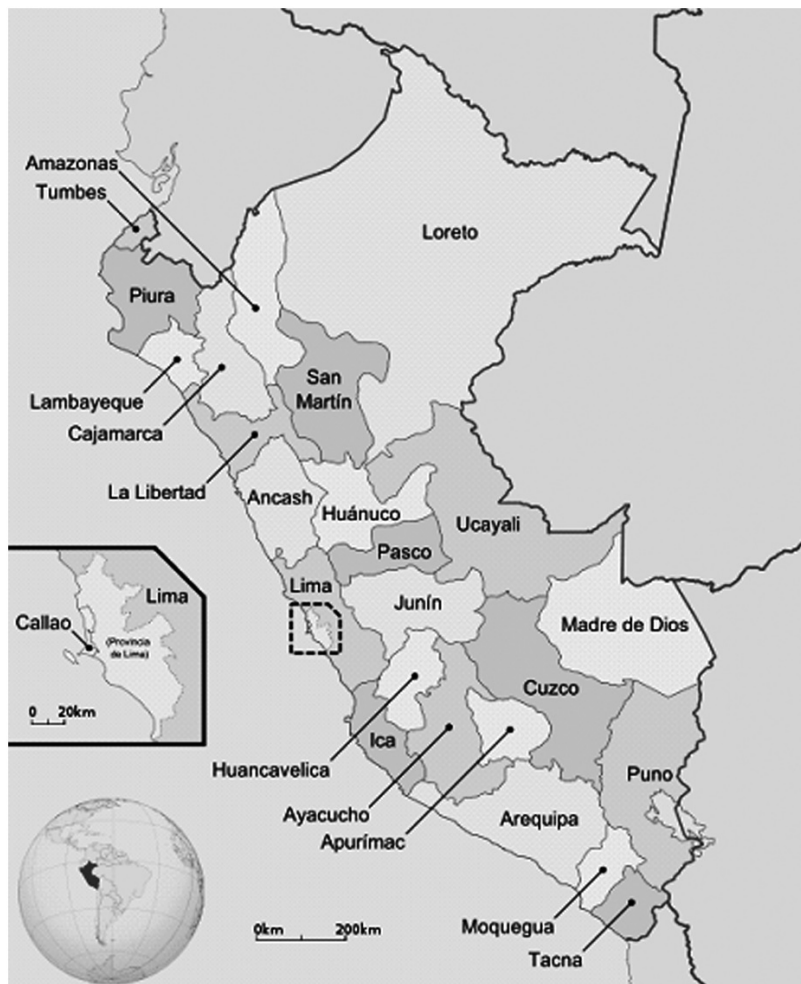 Amazonas
Tumbes
Loreto
Piura
San
Martín
Lambayeque
Cajamarca
La Libertad
Ancash
Huánuco
Ucayali
Pasco
Lima
Junín
Madre de Dios
Lima
Callao
(Provincia
de Lima)
0 20km
Cuzco
Ica
Huancavelica
Puno
Ayacucho
Apurímac
Arequipa
Moquegua
Tacna
0km 200km